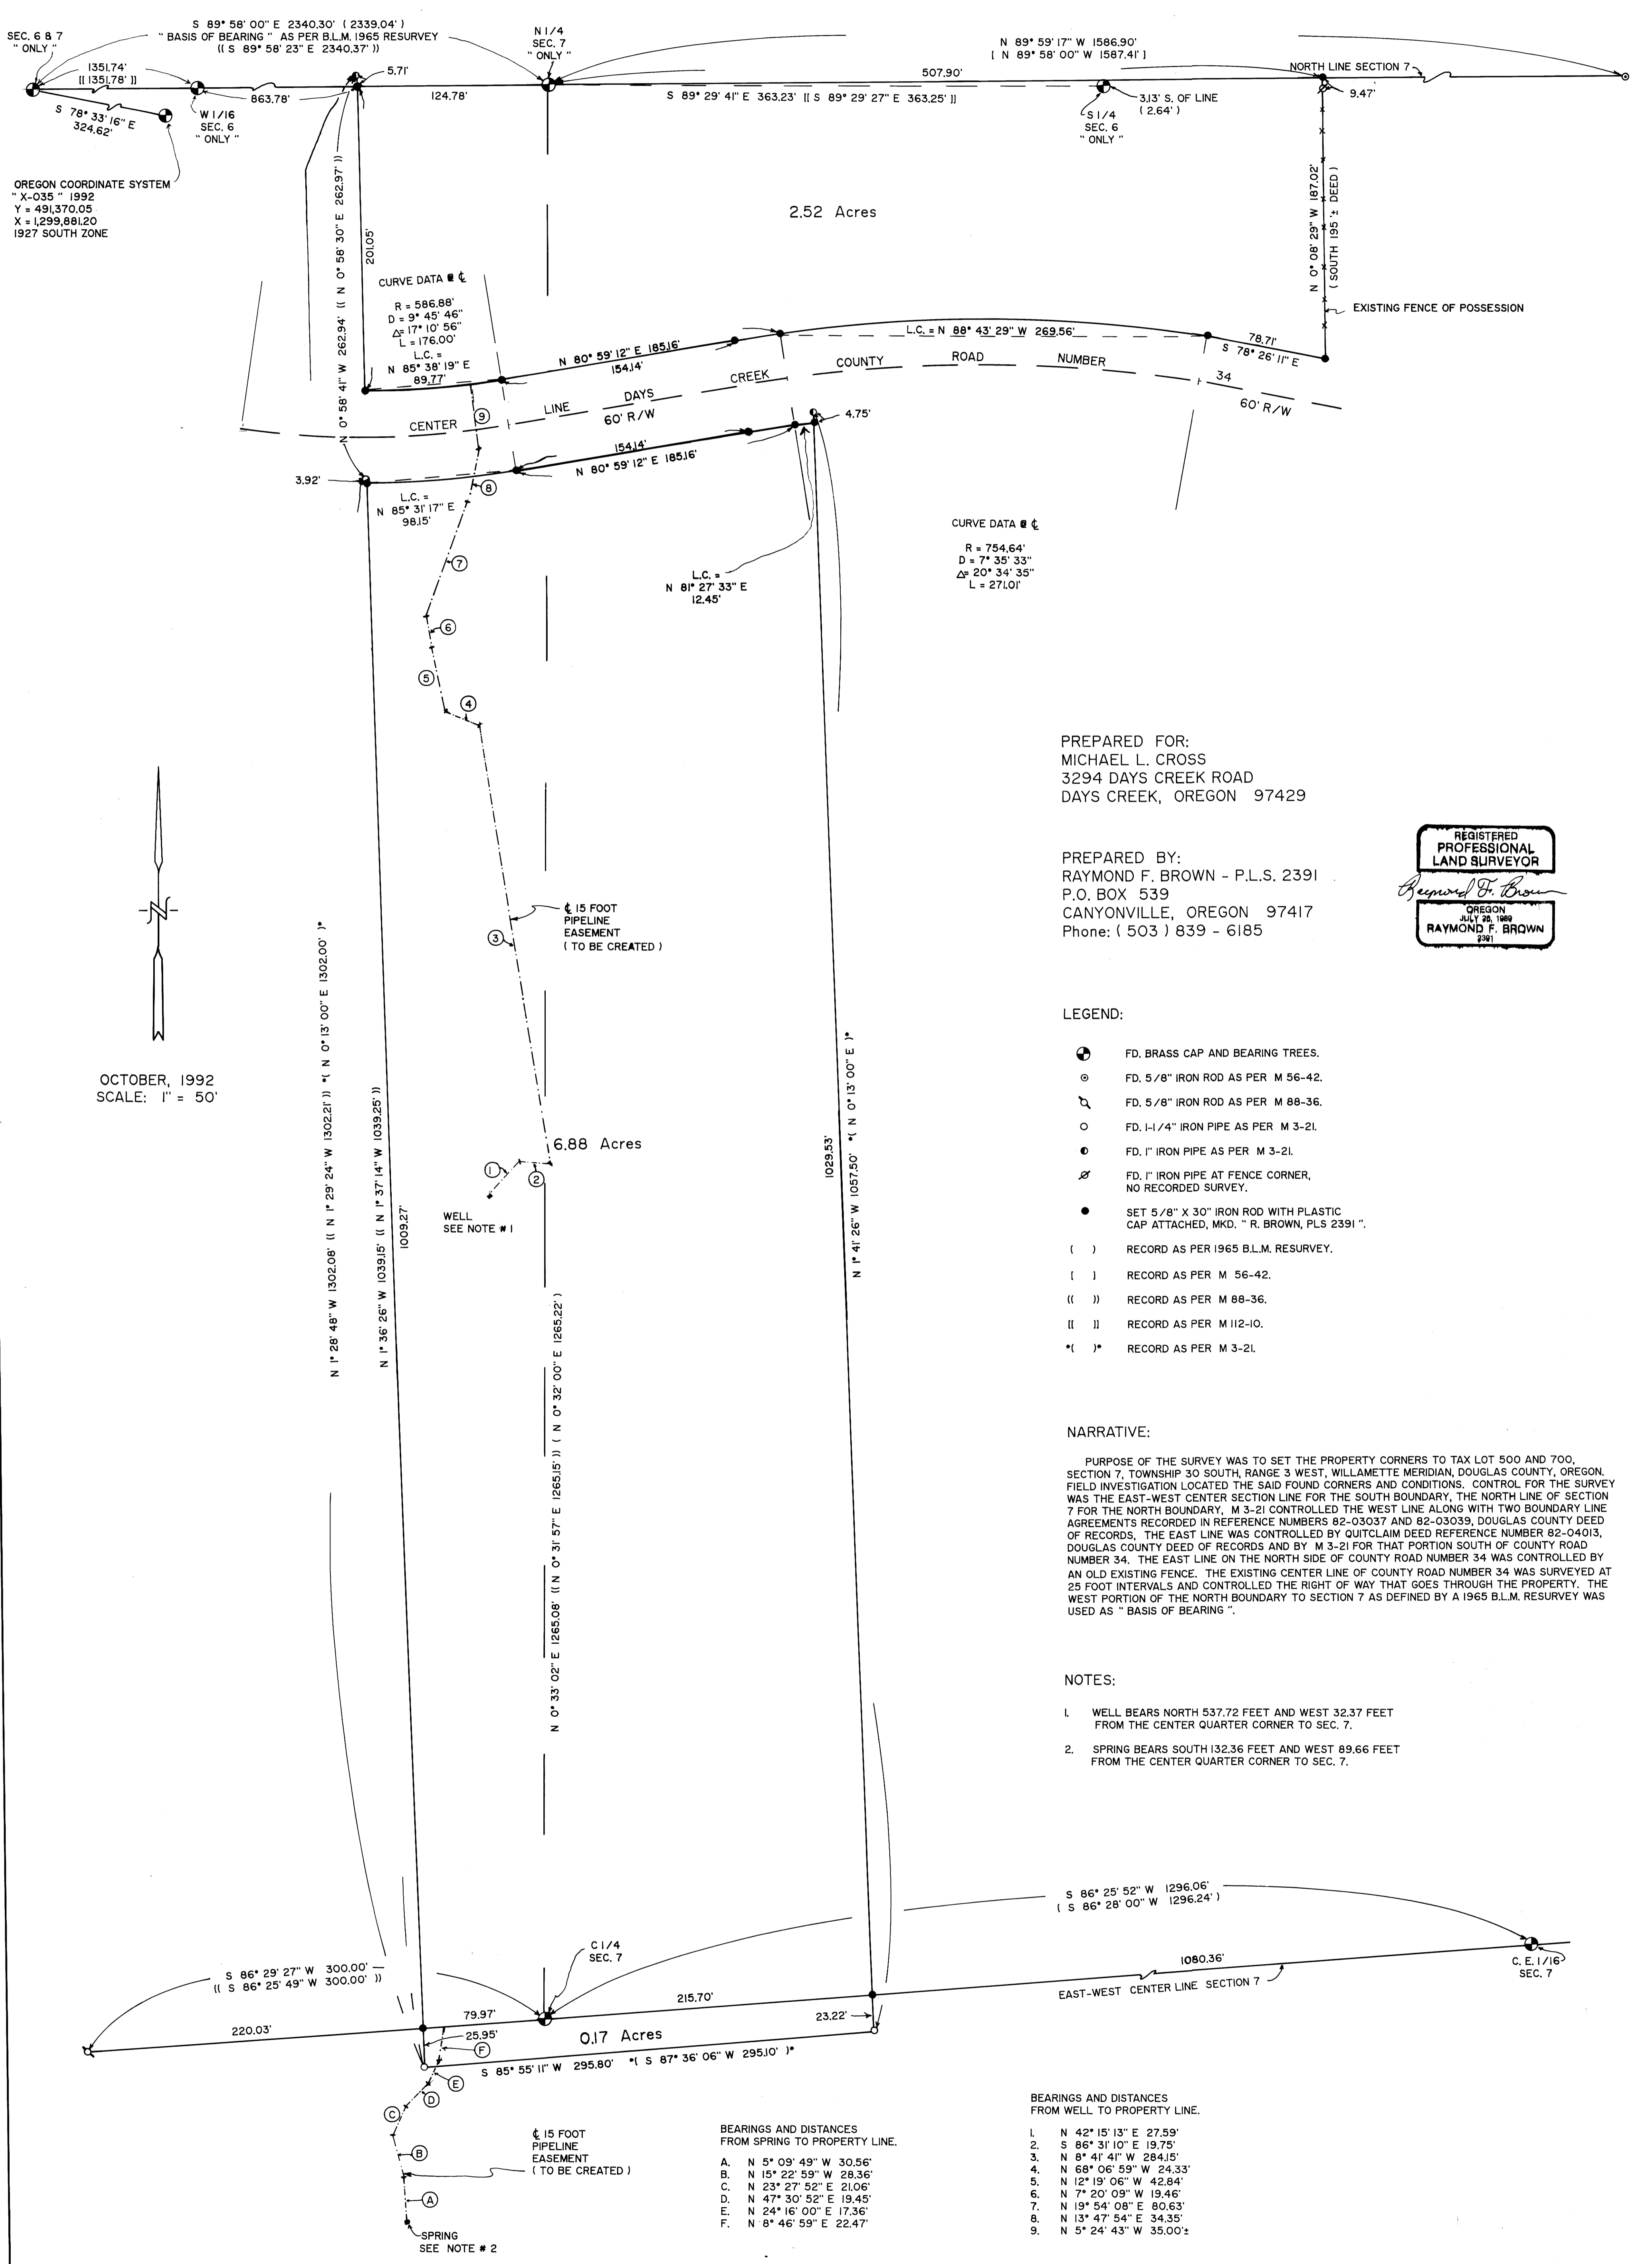 S 89° 58' 00" E 2340.30' ( 2339.04' )
" BASIS OF BEARING " AS PER B.L.M. 1965 RESURVEY
(( S 89° 58' 23" E 2340.37' ))
SEC. 6 & 7
" ONLY "
1351.74'
[[ 1351.78' ]]
863.78'
W 1/16
SEC. 6
" ONLY "
S 78° 33' 16" E
324.62'
OREGON COORDINATE SYSTEM
" X-035 " 1992
Y = 491,370.05
X = 1,299,881.20
1927 SOUTH ZONE
5.71'
124.78'
N 1/4
SEC. 7
" ONLY "
N 89° 59' 17" W 1586.90'
[ N 89° 58' 00" W 1587.41' ]
507.90'
NORTH LINE SECTION 7
S 89° 29' 41" E 363.23' [[ S 89° 29' 27" E 363.25' ]]
3.13' S. OF LINE
( 2.64' )
S 1/4
SEC. 6
" ONLY "
9.47'
N 0° 08' 29" W 187.02'
( SOUTH 195 '± DEED )
EXISTING FENCE OF POSSESSION
2.52 Acres
N 0° 58' 41" W 262.94' (( N 0° 58' 30" E 262.97' ))
201.05'
CURVE DATA @ ℄
R = 586.88'
D = 9° 45' 46"
△= 17° 10' 56"
L = 176.00'
L.C. =
N 85° 38' 19" E
89.77'
N 80° 59' 12" E 185.16'
154.14'
L.C. = N 88° 43' 29" W 269.56'
78.71'
S 78° 26' 11" E
CENTER LINE DAYS CREEK COUNTY ROAD NUMBER 34
60' R/W
60' R/W
9
8
3.92'
L.C. =
N 85° 31' 17" E
98.15'
154.14'
N 80° 59' 12" E 185.16'
4.75'
L.C. =
N 81° 27' 33" E
12.45'
CURVE DATA @ ℄
R = 754.64'
D = 7° 35' 33"
△= 20° 34' 35"
L = 271.01'
7
6
5
4
PREPARED FOR:
MICHAEL L. CROSS
3294 DAYS CREEK ROAD
DAYS CREEK, OREGON 97429
PREPARED BY:
RAYMOND F. BROWN - P.L.S. 2391
P.O. BOX 539
CANYONVILLE, OREGON 97417
Phone: ( 503 ) 839 - 6185
REGISTERED
PROFESSIONAL
LAND SURVEYOR
Raymond F. Brown
OREGON
JULY 26, 1989
RAYMOND F. BROWN
2391
N
OCTOBER, 1992
SCALE: 1" = 50'
℄ 15 FOOT
PIPELINE
EASEMENT
( TO BE CREATED )
3
N 1° 28' 48" W 1302.08' (( N 1° 29' 24" W 1302.21' )) *( N 0° 13' 00" E 1302.00' )*
N 1° 36' 26" W 1039.15' (( N 1° 37' 14" W 1039.25' ))
1009.27'
6.88 Acres
1
2
WELL
SEE NOTE # 1
N 0° 33' 02" E 1265.08' (( N 0° 31' 57" E 1265.15' )) ( N 0° 32' 00" E 1265.22' )
1029.53'
N 1° 41' 26" W 1057.50' *( N 0° 13' 00" E )*
LEGEND:
FD. BRASS CAP AND BEARING TREES.
FD. 5/8" IRON ROD AS PER M 56-42.
FD. 5/8" IRON ROD AS PER M 88-36.
FD. 1-1/4" IRON PIPE AS PER M 3-21.
FD. 1" IRON PIPE AS PER M 3-21.
FD. 1" IRON PIPE AT FENCE CORNER,
NO RECORDED SURVEY.
SET 5/8" X 30" IRON ROD WITH PLASTIC
CAP ATTACHED, MKD. " R. BROWN, PLS 2391 ".
( ) RECORD AS PER 1965 B.L.M. RESURVEY.
[ ] RECORD AS PER M 56-42.
(( )) RECORD AS PER M 88-36.
[[ ]] RECORD AS PER M 112-10.
*( )* RECORD AS PER M 3-21.
NARRATIVE:
PURPOSE OF THE SURVEY WAS TO SET THE PROPERTY CORNERS TO TAX LOT 500 AND 700,
SECTION 7, TOWNSHIP 30 SOUTH, RANGE 3 WEST, WILLAMETTE MERIDIAN, DOUGLAS COUNTY, OREGON.
FIELD INVESTIGATION LOCATED THE SAID FOUND CORNERS AND CONDITIONS. CONTROL FOR THE SURVEY
WAS THE EAST-WEST CENTER SECTION LINE FOR THE SOUTH BOUNDARY, THE NORTH LINE OF SECTION
7 FOR THE NORTH BOUNDARY, M 3-21 CONTROLLED THE WEST LINE ALONG WITH TWO BOUNDARY LINE
AGREEMENTS RECORDED IN REFERENCE NUMBERS 82-03037 AND 82-03039, DOUGLAS COUNTY DEED
OF RECORDS, THE EAST LINE WAS CONTROLLED BY QUITCLAIM DEED REFERENCE NUMBER 82-04013,
DOUGLAS COUNTY DEED OF RECORDS AND BY M 3-21 FOR THAT PORTION SOUTH OF COUNTY ROAD
NUMBER 34. THE EAST LINE ON THE NORTH SIDE OF COUNTY ROAD NUMBER 34 WAS CONTROLLED BY
AN OLD EXISTING FENCE. THE EXISTING CENTER LINE OF COUNTY ROAD NUMBER 34 WAS SURVEYED AT
25 FOOT INTERVALS AND CONTROLLED THE RIGHT OF WAY THAT GOES THROUGH THE PROPERTY. THE
WEST PORTION OF THE NORTH BOUNDARY TO SECTION 7 AS DEFINED BY A 1965 B.L.M. RESURVEY WAS
USED AS " BASIS OF BEARING ".
NOTES:
1. WELL BEARS NORTH 537.72 FEET AND WEST 32.37 FEET
FROM THE CENTER QUARTER CORNER TO SEC. 7.
2. SPRING BEARS SOUTH 132.36 FEET AND WEST 89.66 FEET
FROM THE CENTER QUARTER CORNER TO SEC. 7.
S 86° 25' 52" W 1296.06'
( S 86° 28' 00" W 1296.24' )
C 1/4
SEC. 7
S 86° 29' 27" W 300.00'
(( S 86° 25' 49" W 300.00' ))
1080.36'
C. E. 1/16
SEC. 7
EAST-WEST CENTER LINE SECTION 7
215.70'
79.97'
220.03'
23.22'
25.95'
0.17 Acres
F
S 85° 55' 11" W 295.80' *( S 87° 36' 06" W 295.10' )*
E
D
C
B
A
℄ 15 FOOT
PIPELINE
EASEMENT
( TO BE CREATED )
SPRING
SEE NOTE # 2
BEARINGS AND DISTANCES
FROM SPRING TO PROPERTY LINE.
A. N 5° 09' 49" W 30.56'
B. N 15° 22' 59" W 28.36'
C. N 23° 27' 52" E 21.06'
D. N 47° 30' 52" E 19.45'
E. N 24° 16' 00" E 17.36'
F. N 8° 46' 59" E 22.47'
BEARINGS AND DISTANCES
FROM WELL TO PROPERTY LINE.
1. N 42° 15' 13" E 27.59'
2. S 86° 31' 10" E 19.75'
3. N 8° 41' 41" W 284.15'
4. N 68° 06' 59" W 24.33'
5. N 12° 19' 06" W 42.84'
6. N 7° 20' 09" W 19.46'
7. N 19° 54' 08" E 80.63'
8. N 13° 47' 54" E 34.35'
9. N 5° 24' 43" W 35.00'±